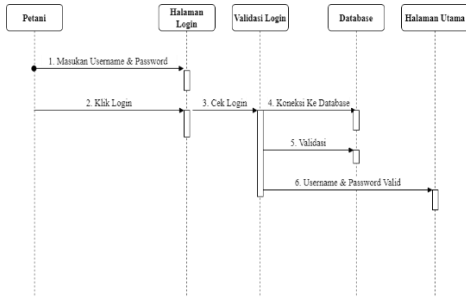 Petani
Halaman
Login
Validasi Login
Database
Halaman Utama
1. Masukan Username & Password
2. Klik Login
3. Cek Login
4. Koneksi Ke Database
5. Validasi
6. Username & Password Valid